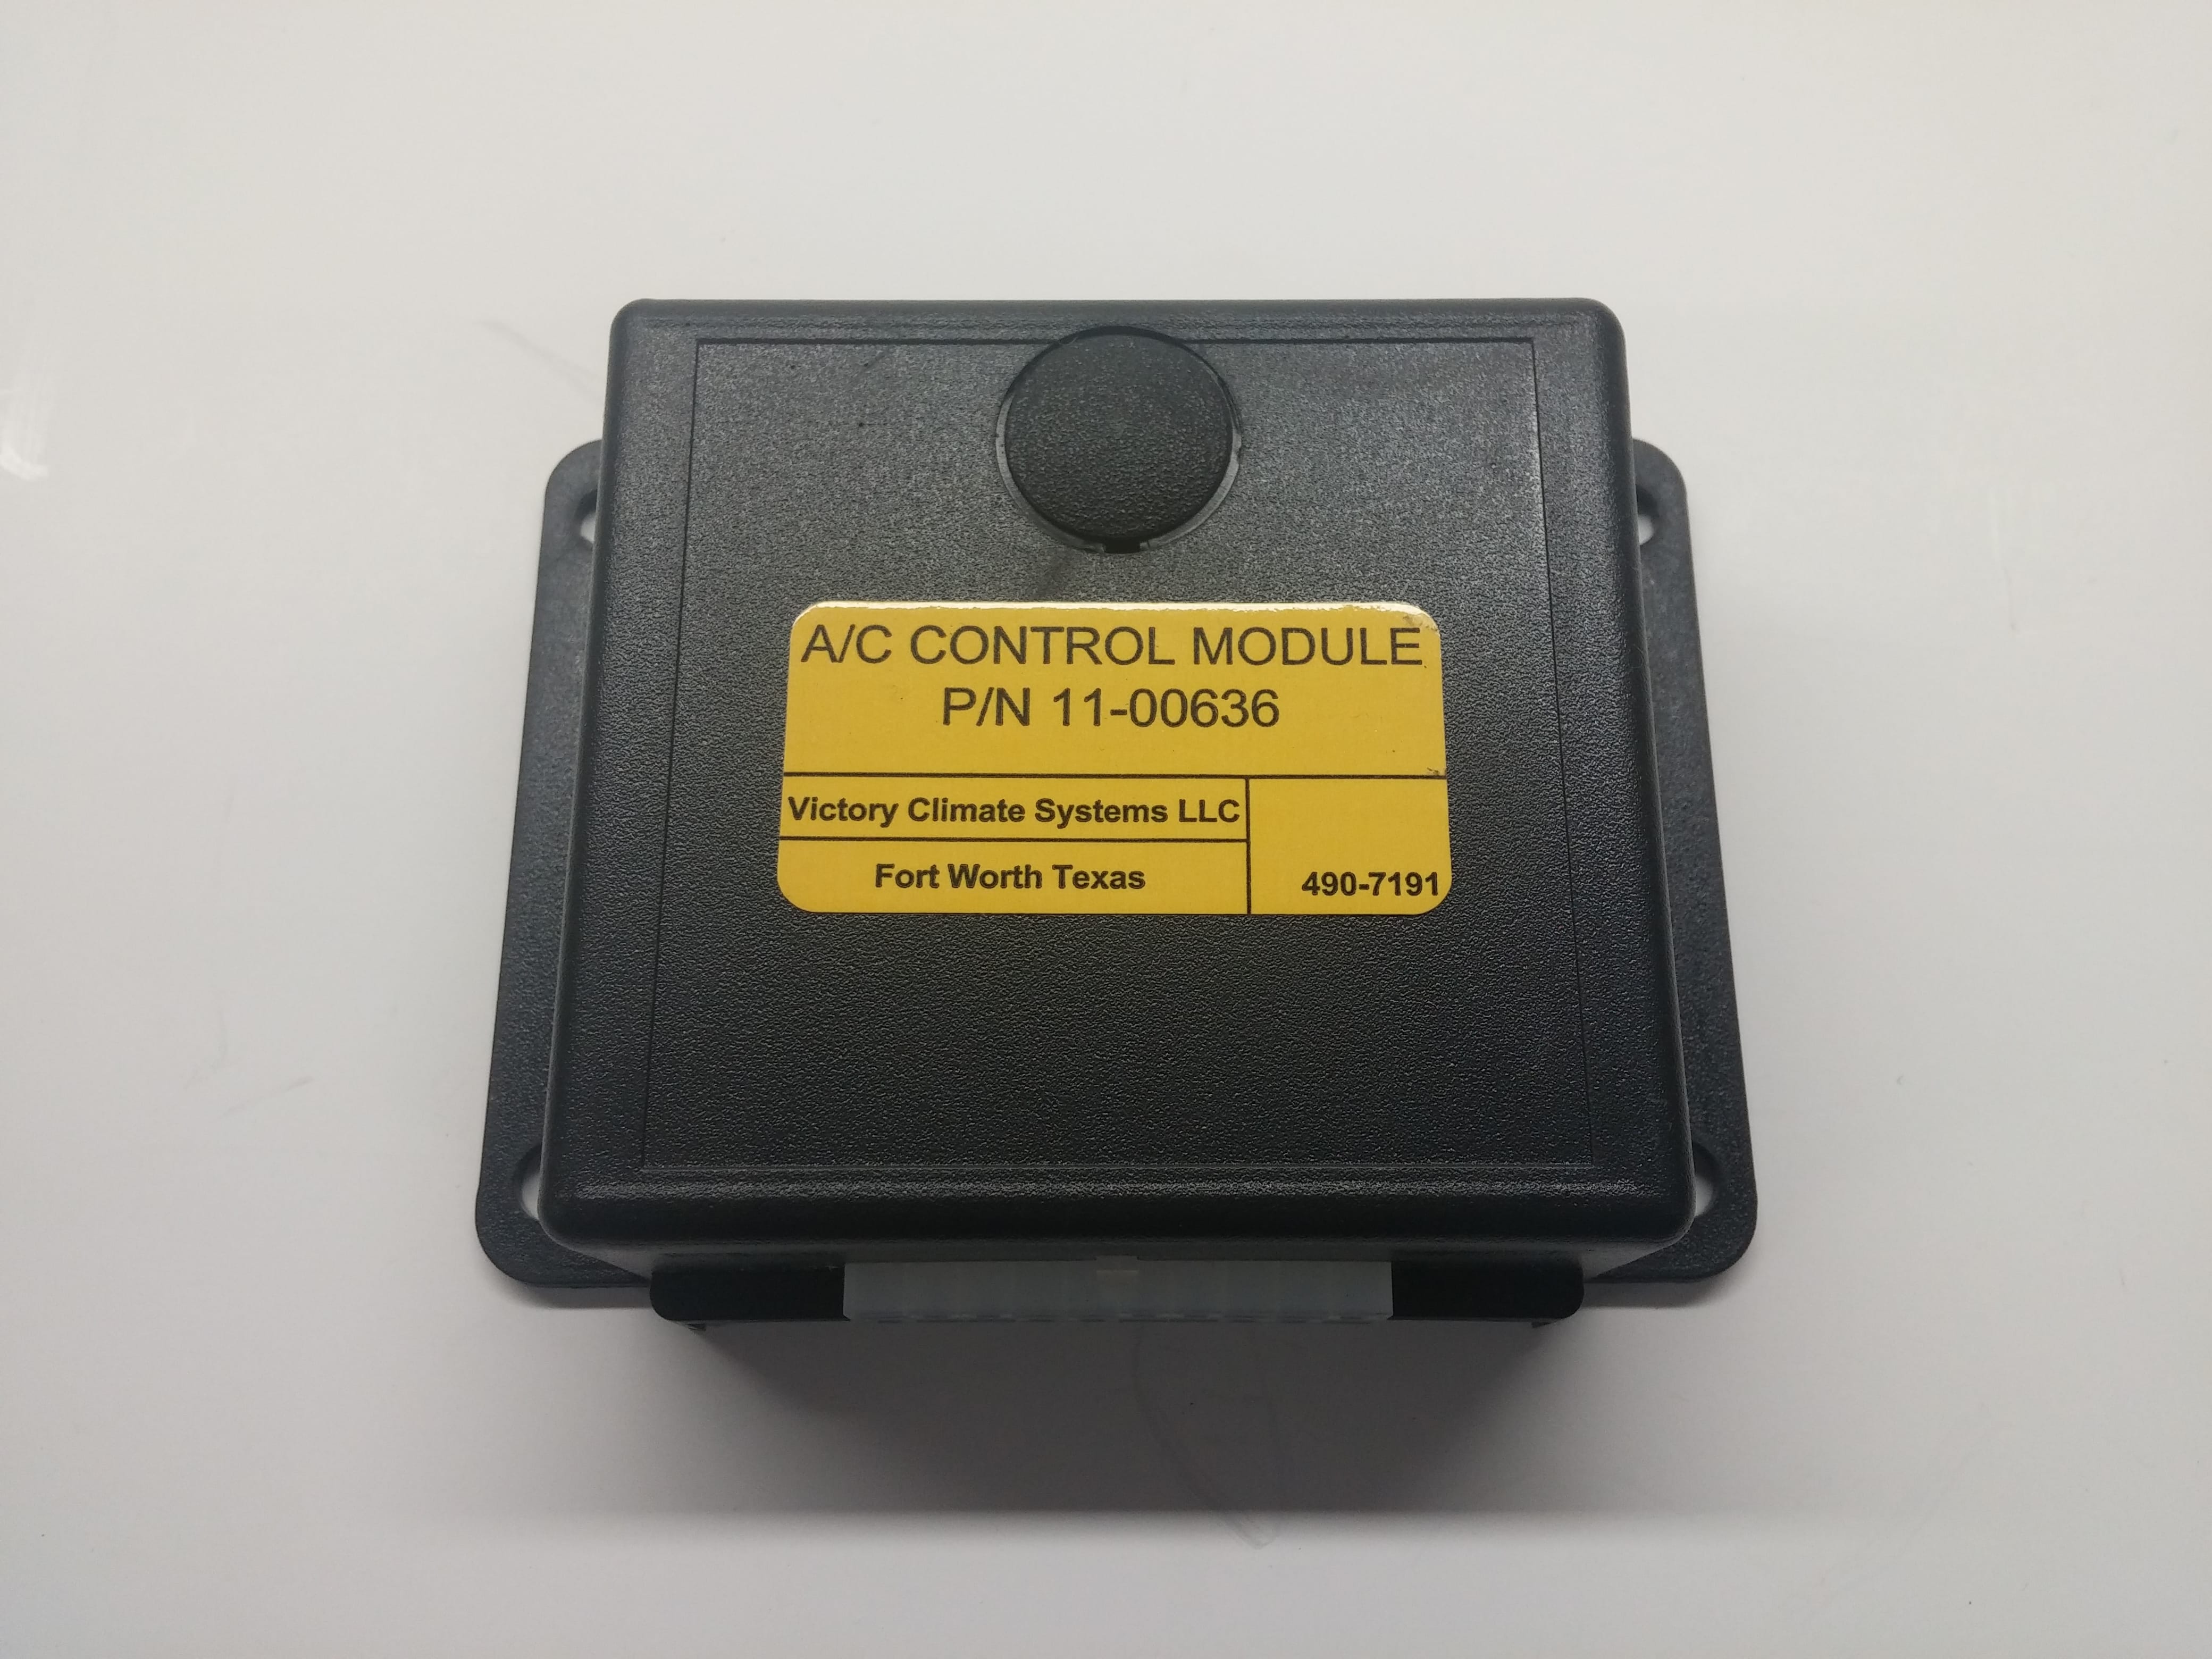 A/C CONTROL MODULE
P/N 11-00636
Victory Climate Systems LLC
Fort Worth Texas
490-7191